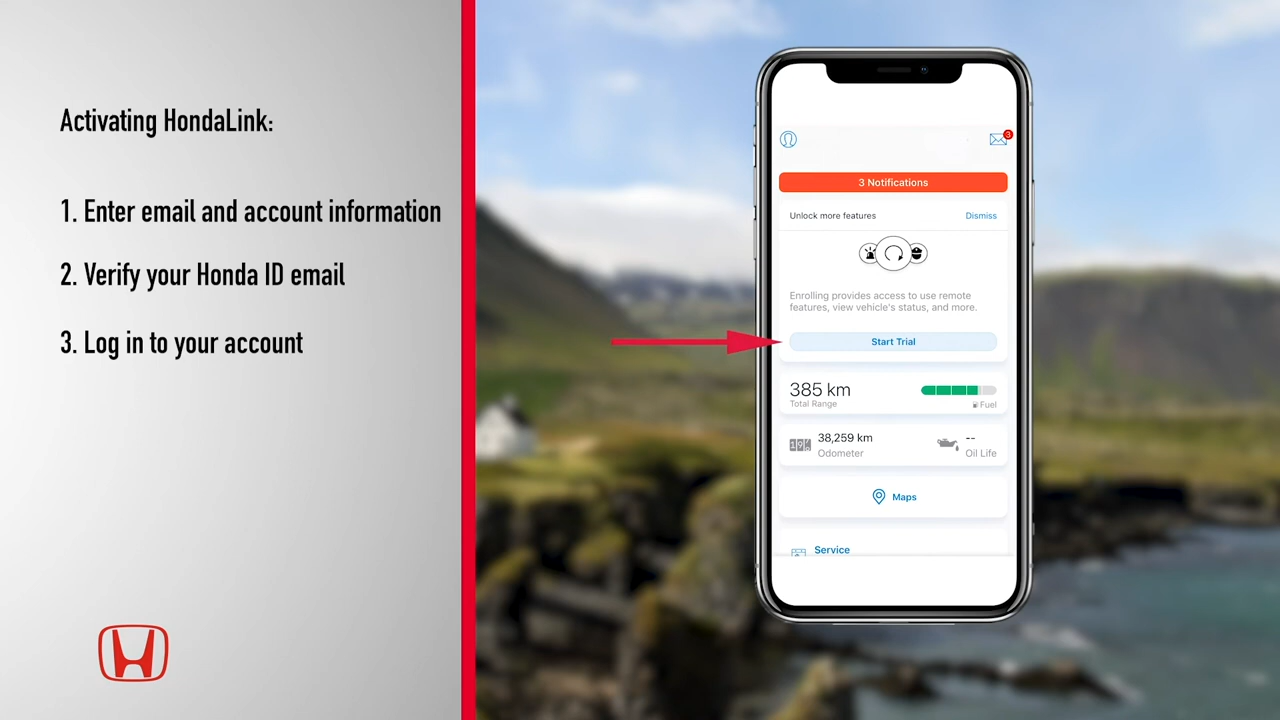 Activating HondaLink:
1. Enter email and account information
2. Verify your Honda ID email
3. Log in to your account
3
3 Notifications
Unlock more features
Dismiss
Enrolling provides access to use remote
features, view vehicle's status, and more.
Start Trial
385 km
Total Range
Fuel
38,259 km
Odometer
--
Oil Life
Maps
Service